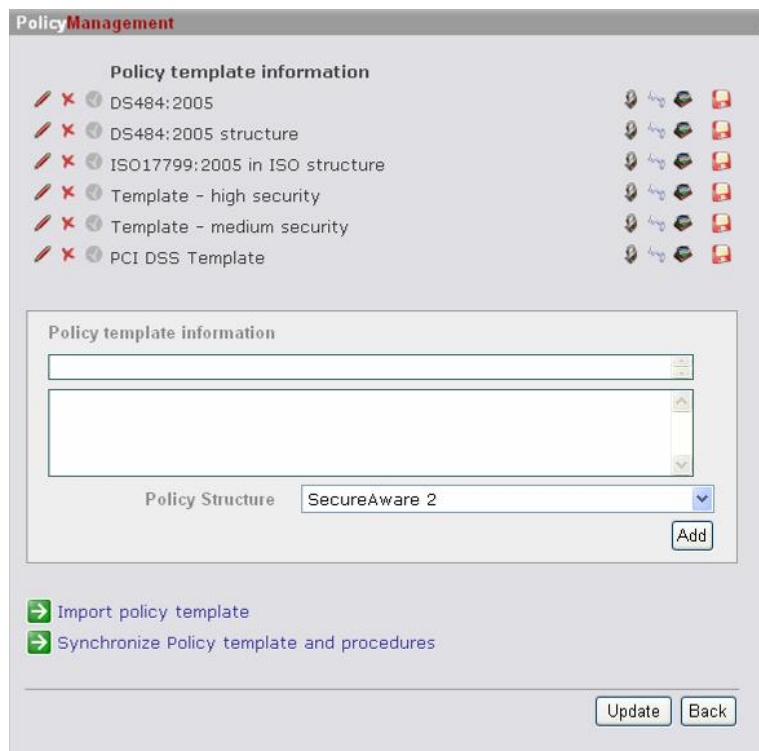 PolicyManagement
Policy template information
DS484:2005
DS484:2005 structure
ISO17799:2005 in ISO structure
Template - high security
Template - medium security
PCI DSS Template
Policy template information
Policy Structure SecureAware 2
Add
Import policy template
Synchronize Policy template and procedures
Update Back